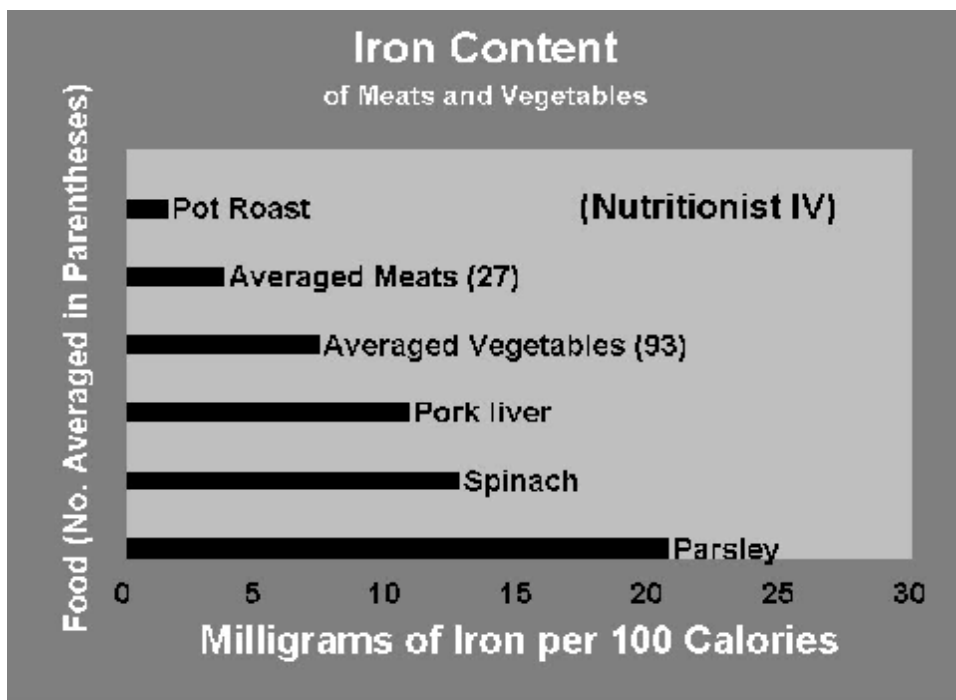 Iron Content
of Meats and Vegetables
Food (No. Averaged in Parentheses)
Pot Roast
(Nutritionist IV)
Averaged Meats (27)
Averaged Vegetables (93)
Pork liver
Spinach
Parsley
0 5 10 15 20 25 30
Milligrams of Iron per 100 Calories